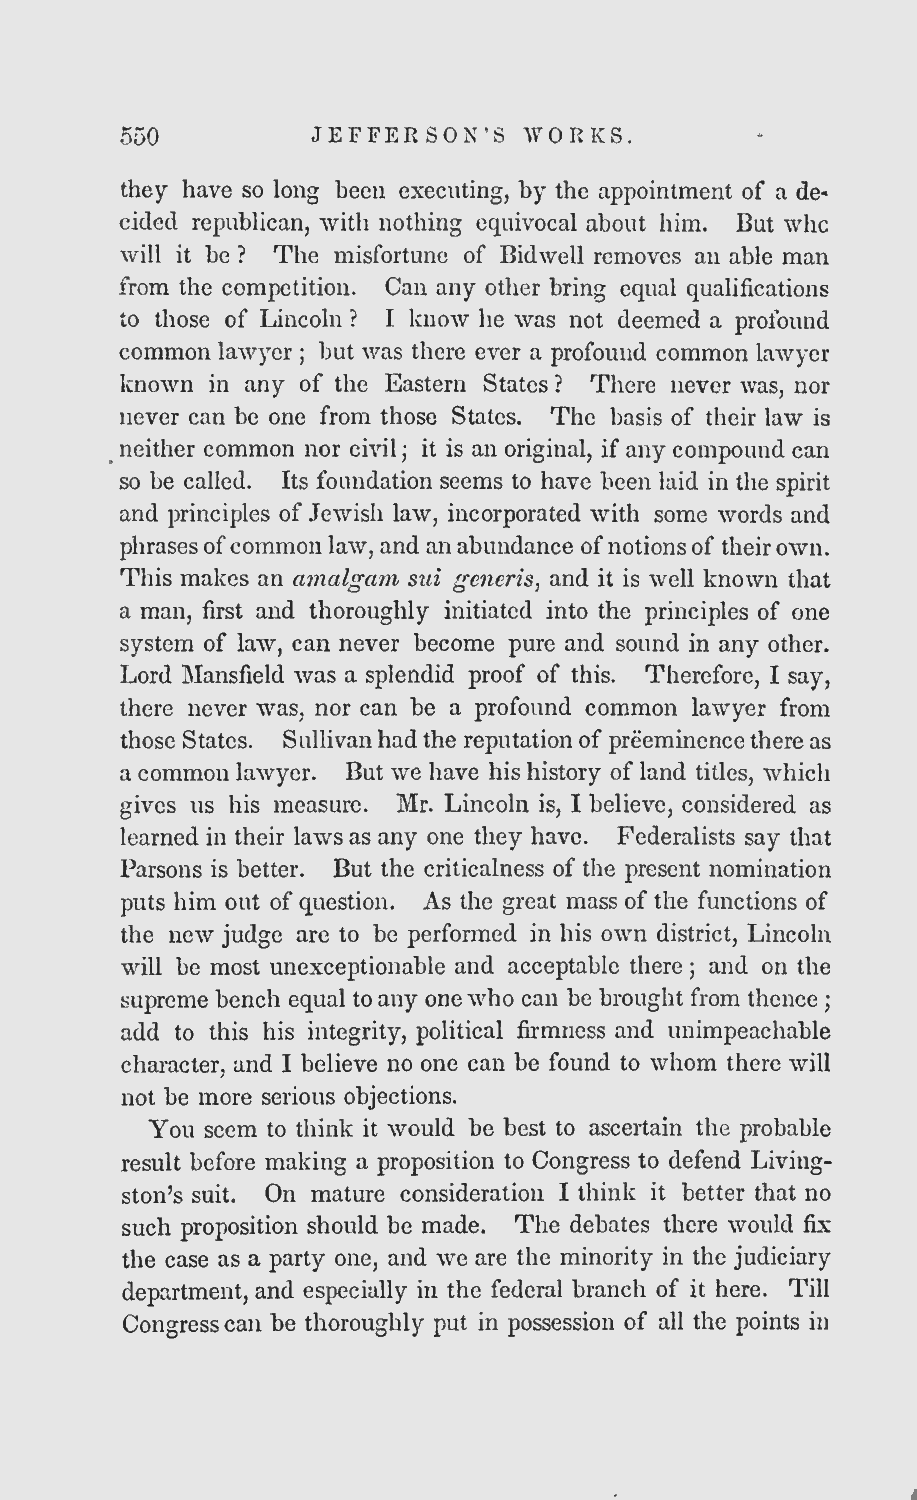 550 JEFFERSON'S WORKS.
they have so long been executing, by the appointment of a de-
cided republican, with nothing equivocal about him. But who
will it be? The misfortune of Bidwell removes an able man
from the competition. Can any other bring equal qualifications
to those of Lincoln? I know he was not deemed a profound
common lawyer; but was there ever a profound common lawyer
known in any of the Eastern States? There never was, nor
never can be one from those States. The basis of their law is
neither common nor civil; it is an original, if any compound can
so be called. Its foundation seems to have been laid in the spirit
and principles of Jewish law, incorporated with some words and
phrases of common law, and an abundance of notions of their own.
This makes an amalgam sui generis, and it is well known that
a man, first and thoroughly initiated into the principles of one
system of law, can never become pure and sound in any other.
Lord Mansfield was a splendid proof of this. Therefore, I say,
there never was, nor can be a profound common lawyer from
those States. Sullivan had the reputation of prëeminence there as
a common lawyer. But we have his history of land titles, which
gives us his measure. Mr. Lincoln is, I believe, considered as
learned in their laws as any one they have. Federalists say that
Parsons is better. But the criticalness of the present nomination
puts him out of question. As the great mass of the functions of
the new judge are to be performed in his own district, Lincoln
will be most unexceptionable and acceptable there; and on the
supreme bench equal to any one who can be brought from thence;
add to this his integrity, political firmness and unimpeachable
character, and I believe no one can be found to whom there will
not be more serious objections.
You seem to think it would be best to ascertain the probable
result before making a proposition to Congress to defend Living-
ston's suit. On mature consideration I think it better that no
such proposition should be made. The debates there would fix
the case as a party one, and we are the minority in the judiciary
department, and especially in the federal branch of it here. Till
Congress can be thoroughly put in possession of all the points in